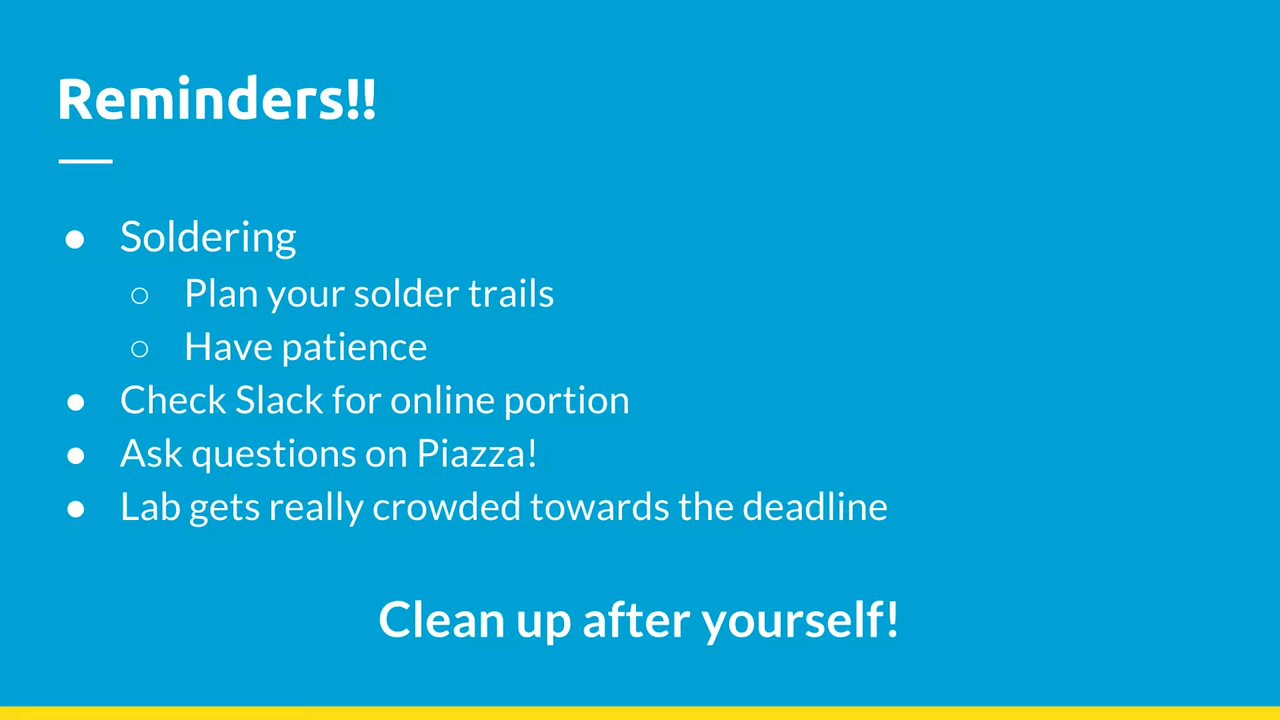 Reminders!!
● Soldering
○ Plan your solder trails
○ Have patience
● Check Slack for online portion
● Ask questions on Piazza!
● Lab gets really crowded towards the deadline
Clean up after yourself!